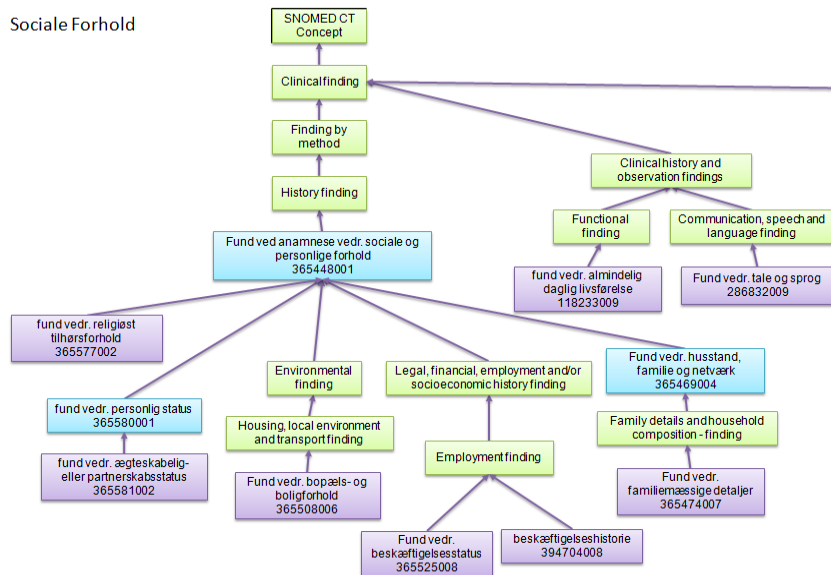 Sociale Forhold
SNOMED CT
Concept
Clinical finding
Finding by
method
History finding
Clinical history and
observation findings
Functional
finding
Communication, speech and
language finding
Fund ved anamnese vedr. sociale og
personlige forhold
365448001
fund vedr. almindelig
daglig livsførelse
118233009
Fund vedr. tale og sprog
286832009
fund vedr. religiøst
tilhørsforhold
365577002
Environmental
finding
Legal, financial, employment and/or
socioeconomic history finding
Fund vedr. husstand,
familie og netværk
365469004
fund vedr. personlig status
365580001
Housing, local environment
and transport finding
Family details and household
composition - finding
fund vedr. ægteskabelig-
eller partnerskabsstatus
365581002
Fund vedr. bopæls- og
boligforhold
365508006
Employment finding
Fund vedr.
familiemæssige detaljer
365474007
Fund vedr.
beskæftigelsesstatus
365525008
beskæftigelseshistorie
394704008